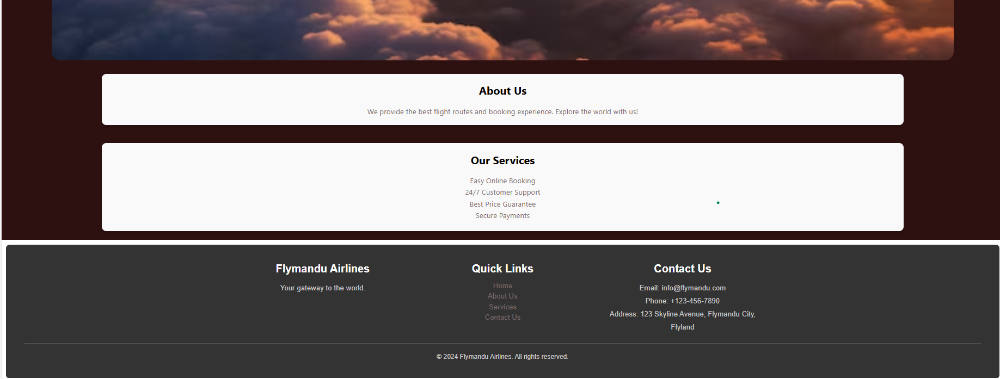 About Us
We provide the best flight routes and booking experience. Explore the world with us!
Our Services
Easy Online Booking
24/7 Customer Support
Best Price Guarantee
Secure Payments
Flymandu Airlines
Your gateway to the world.
Quick Links
Home
About Us
Services
Contact Us
Contact Us
Email: info@flymandu.com
Phone: +123-456-7890
Address: 123 Skyline Avenue, Flymandu City,
Flyland
© 2024 Flymandu Airlines. All rights reserved.